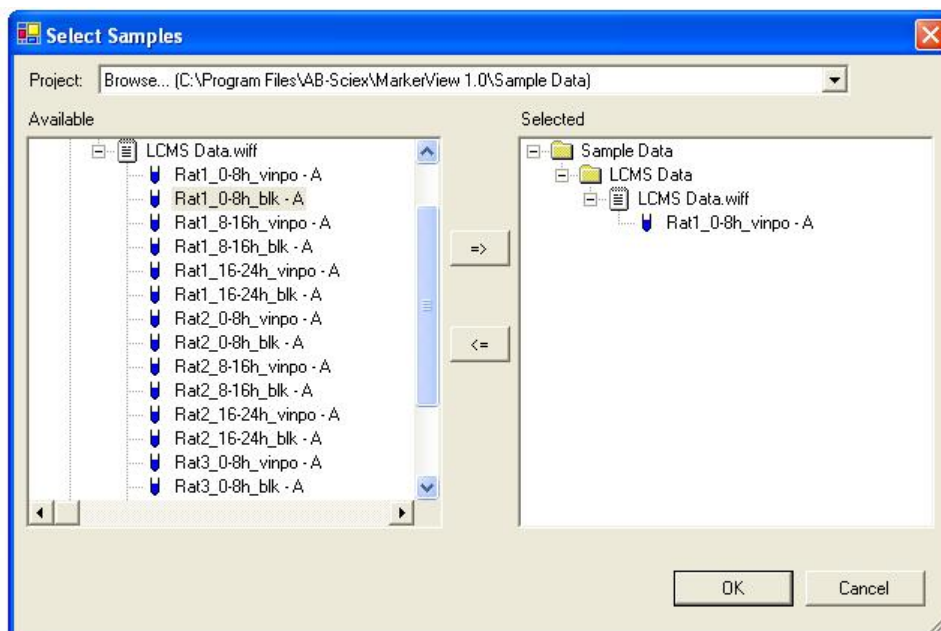 Select Samples
Project: Browse... (C:\Program Files\AB-Sciex\MarkerView 1.0\Sample Data)
Available
LCMS Data.wiff
Rat1_0-8h_vinpo - A
Rat1_0-8h_blk - A
Rat1_8-16h_vinpo - A
Rat1_8-16h_blk - A
Rat1_16-24h_vinpo - A
Rat1_16-24h_blk - A
Rat2_0-8h_vinpo - A
Rat2_0-8h_blk - A
Rat2_8-16h_vinpo - A
Rat2_8-16h_blk - A
Rat2_16-24h_vinpo - A
Rat2_16-24h_blk - A
Rat3_0-8h_vinpo - A
Rat3_0-8h_blk - A
=>
<=
Selected
Sample Data
LCMS Data
LCMS Data.wiff
Rat1_0-8h_vinpo - A
OK Cancel